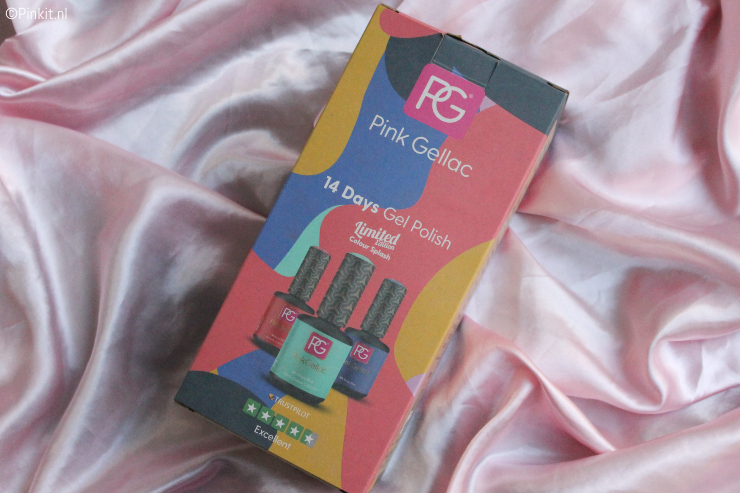 ©Pinkit.nl
PG
Pink Gellac
14 Days Gel Polish
Limited
Edition
Colour Splash
PG
PG
PG
TRUSTPILOT
Excellent